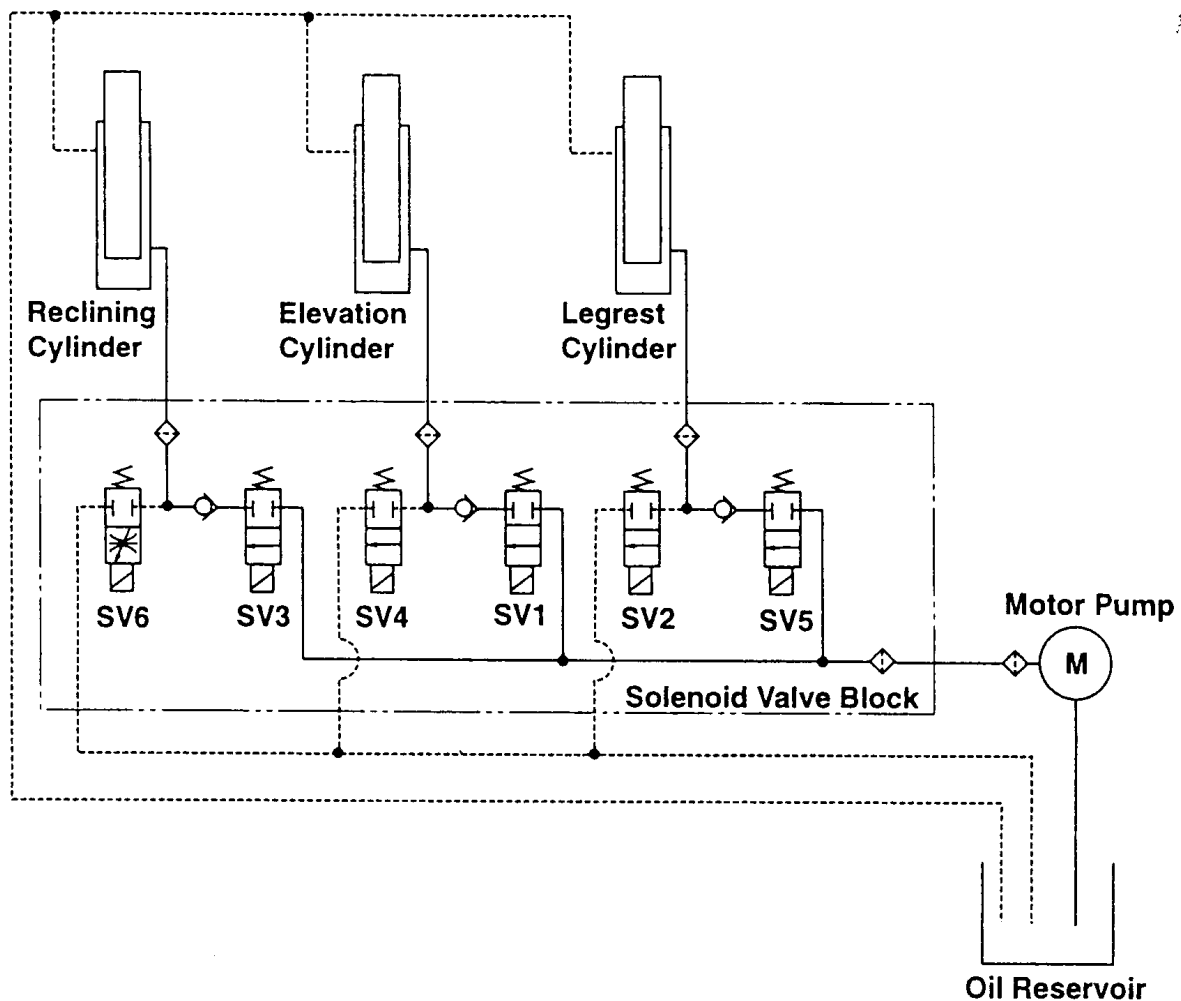 Reclining
Cylinder
Elevation
Cylinder
Legrest
Cylinder
SV6
SV3
SV4
SV1
SV2
SV5
Motor Pump
M
Solenoid Valve Block
Oil Reservoir